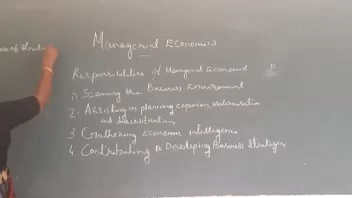 Managerial Economics
Responsibilities of Managerial Economist
1) Scanning the Business Environment
2. Assisting in planning expansion, modernisation
and diversification
3 Gathering Economic intelligence
4. Contributing to Developing Business Strategies